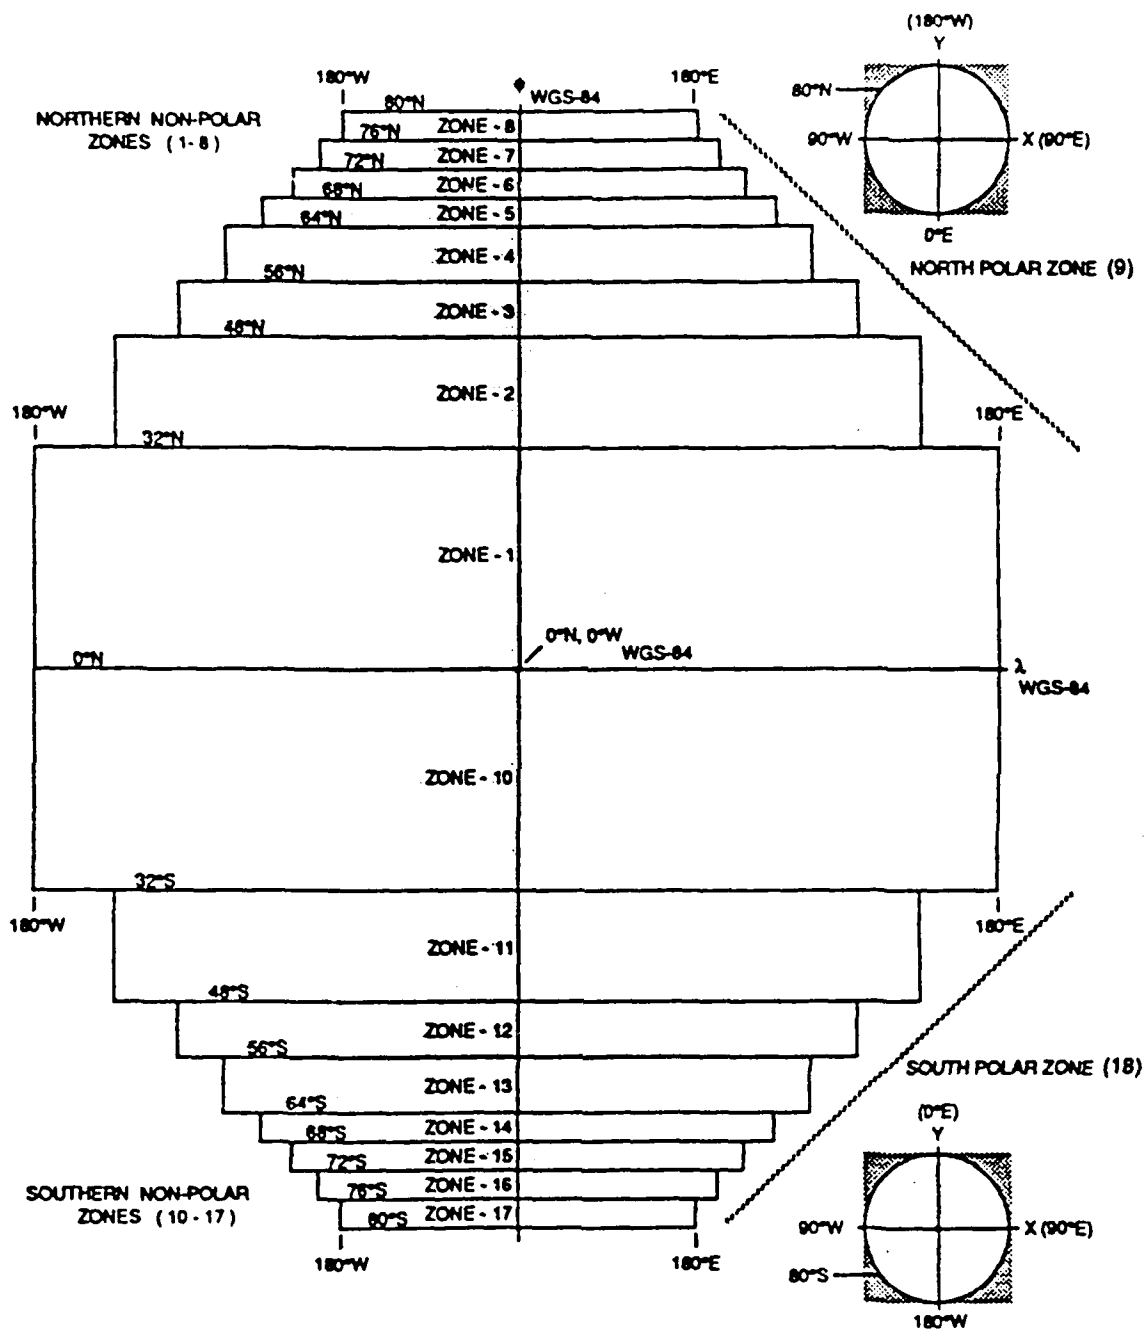 (180°W)
Y
180°W
180°E
φ
WGS-84
80°N
80°N
NORTHERN NON-POLAR
ZONES (1-8)
ZONE - 8
76°N
90°W
X (90°E)
ZONE - 7
72°N
ZONE - 6
68°N
ZONE - 5
64°N
0°E
ZONE - 4
56°N
NORTH POLAR ZONE (9)
ZONE - 3
48°N
ZONE - 2
180°W
180°E
32°N
ZONE - 1
0°N, 0°W
WGS-84
0°N
λ
WGS-84
ZONE - 10
32°S
180°W
180°E
ZONE - 11
48°S
ZONE - 12
56°S
SOUTH POLAR ZONE (18)
ZONE - 13
64°S
(0°E)
Y
ZONE - 14
68°S
ZONE - 15
72°S
SOUTHERN NON-POLAR
ZONES (10 - 17)
ZONE - 16
76°S
ZONE - 17
80°S
90°W
X (90°E)
180°W
180°E
80°S
180°W